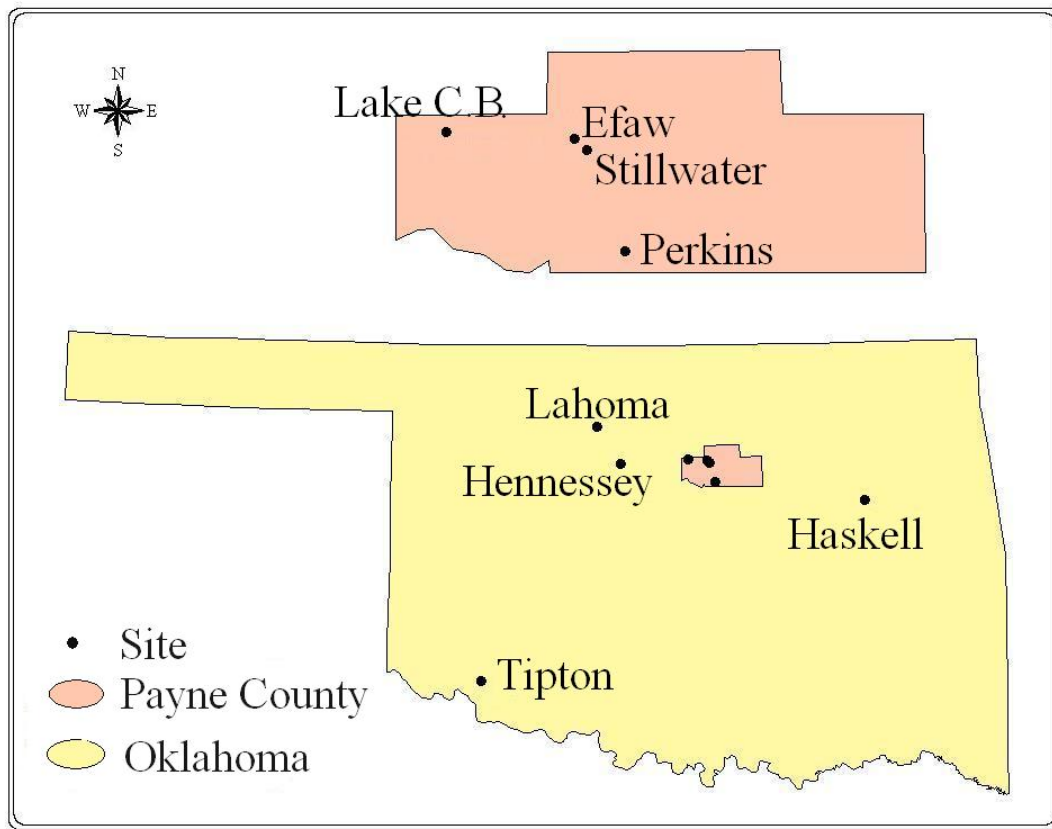 N
W E
S
Lake C.B.
Efaw
Stillwater
Perkins
Lahoma
Hennessey
Haskell
Tipton
Site
Payne County
Oklahoma